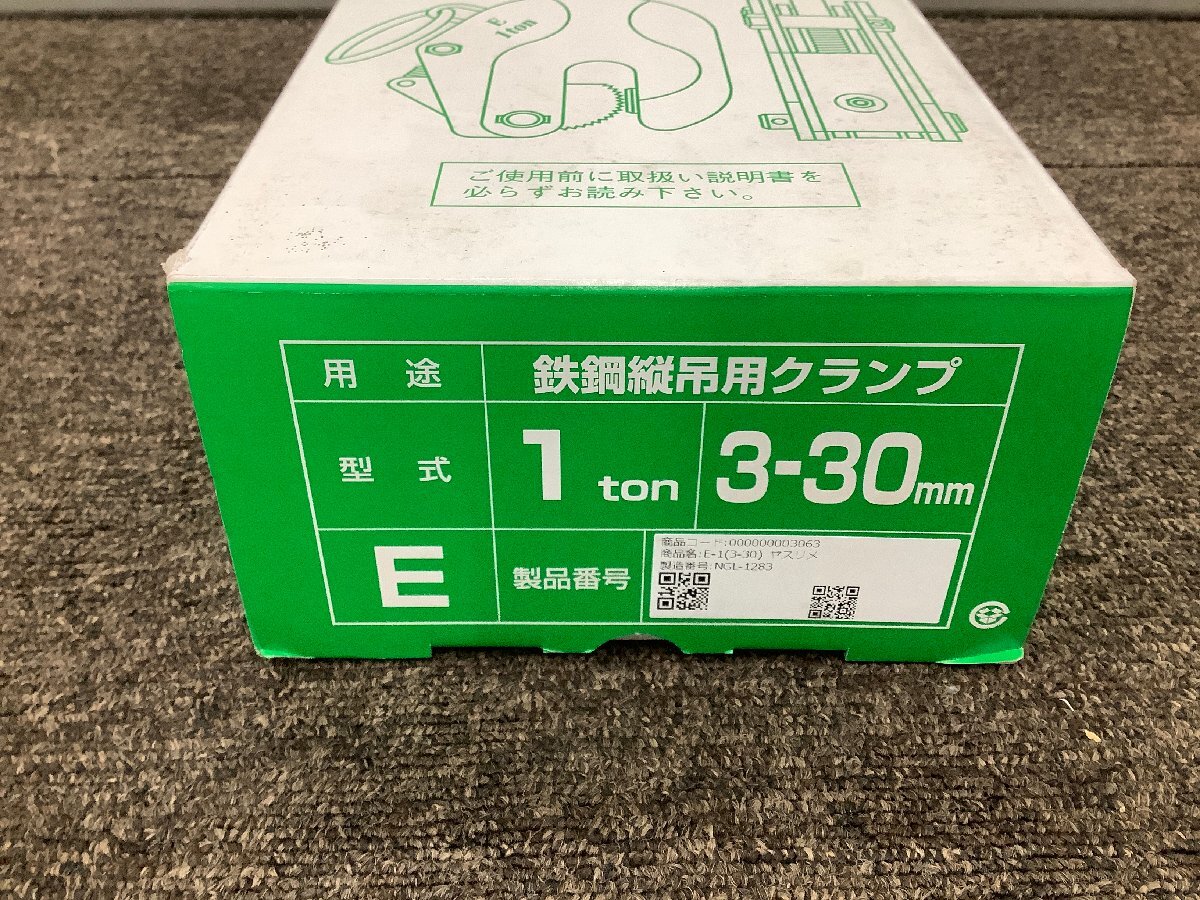 E
1ton
ご使用前に取扱い説明書を
必らずお読み下さい。
用途 鉄鋼縦吊用クランプ
型式 1 ton 3-30mm
E 製品番号
商品コード:000000003063
商品名:E-1(3-30) ヤスリメ
製造番号:NGL-1283